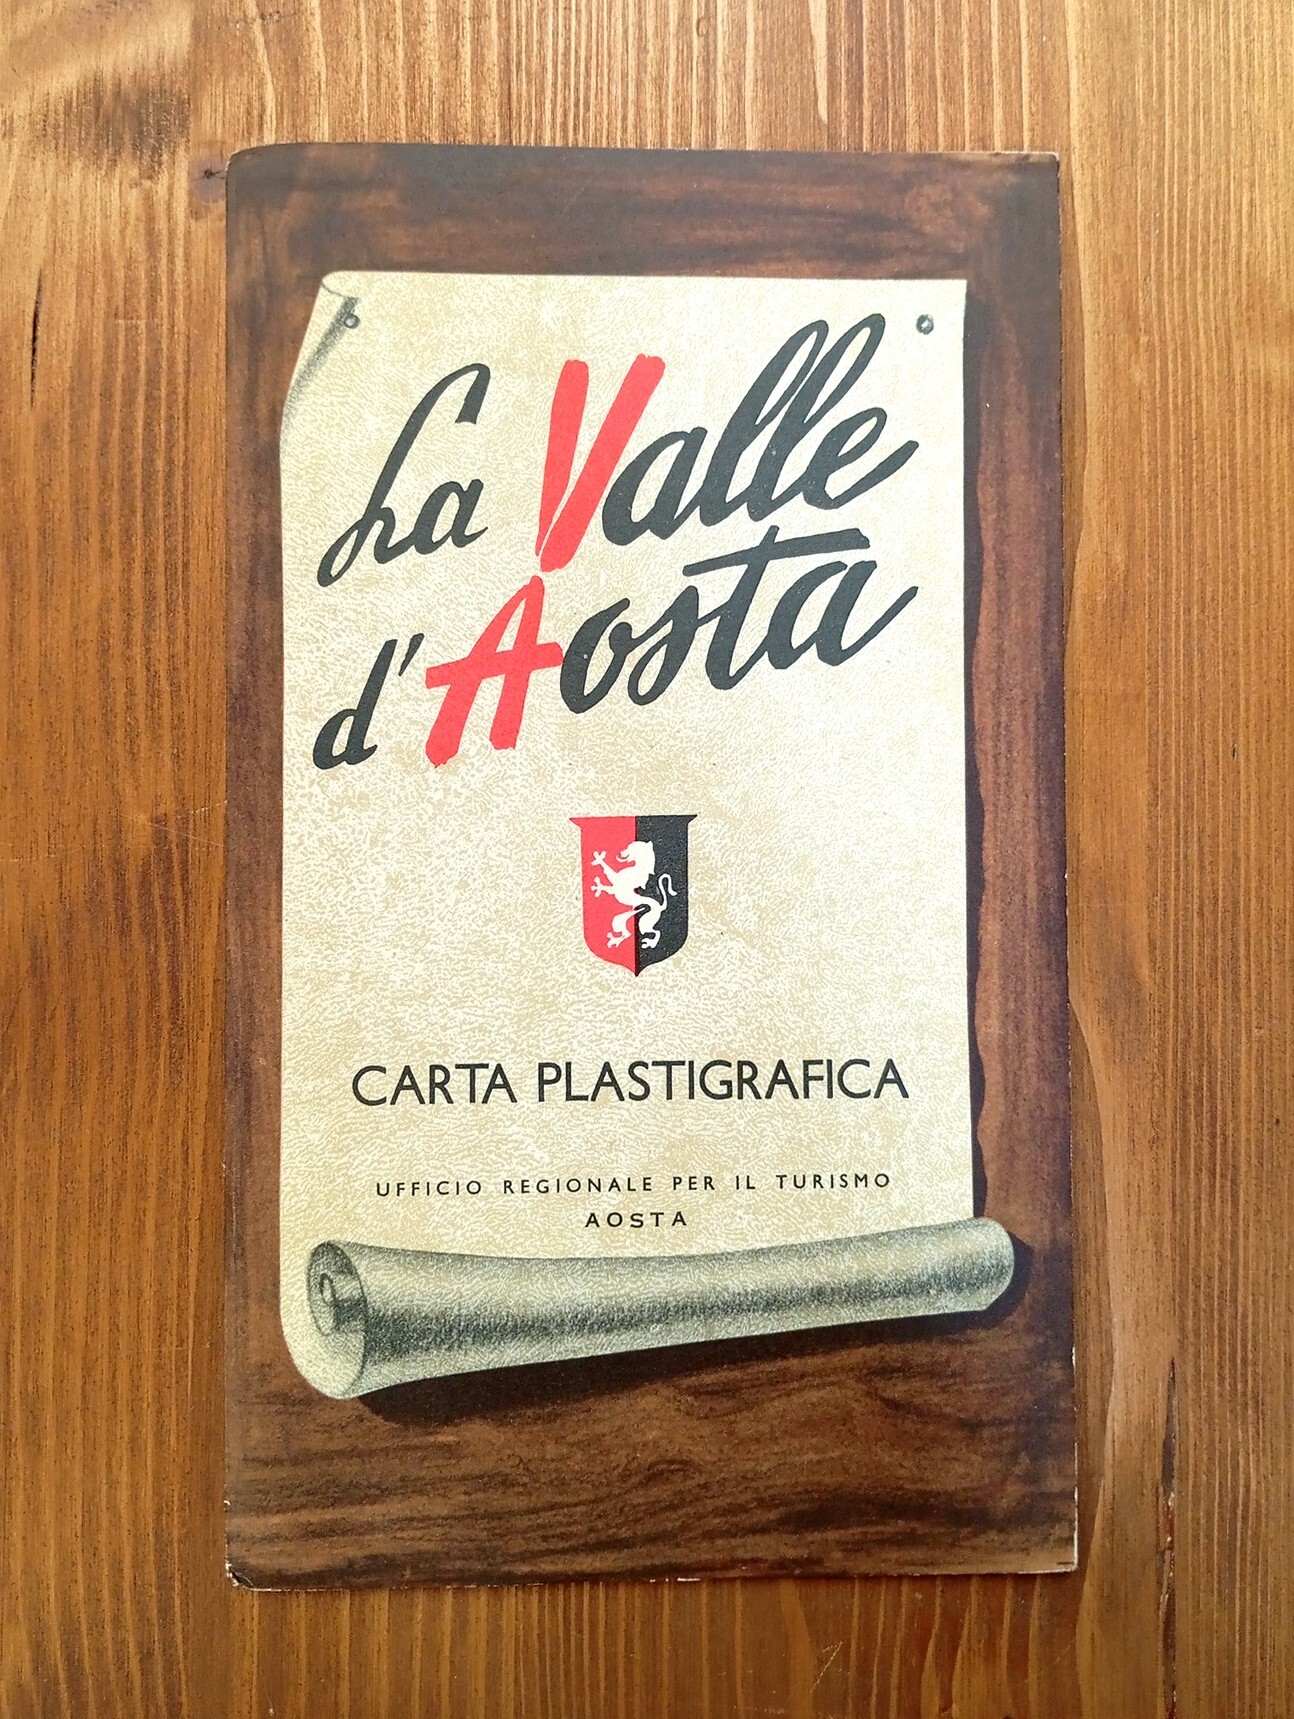 La Valle
d'Aosta
CARTA PLASTIGRAFICA
UFFICIO REGIONALE PER IL TURISMO
AOSTA